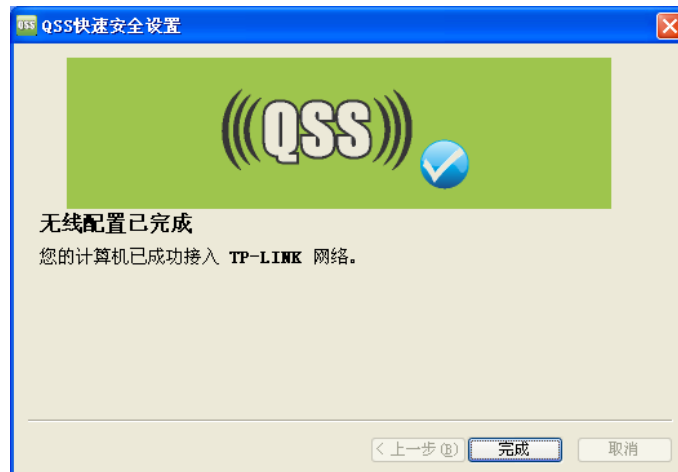 QSS QSS快速安全设置
(((QSS)))
无线配置已完成
您的计算机已成功接入 TP-LINK 网络。
< 上一步(B) 完成 取消